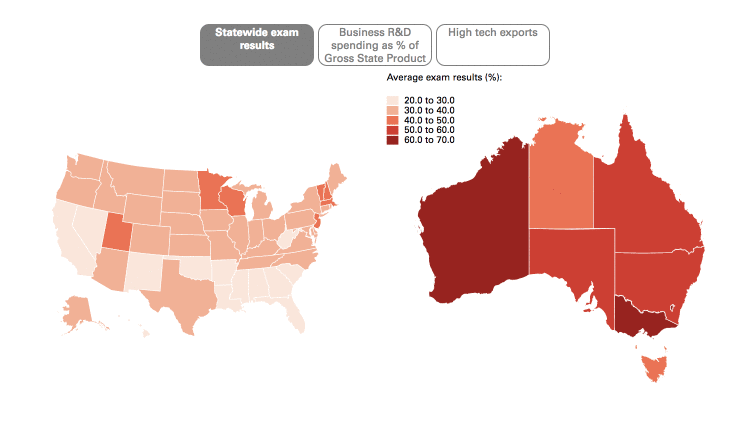 Statewide exam
results
Business R&D
spending as % of
Gross State Product
High tech exports
Average exam results (%):
20.0 to 30.0
30.0 to 40.0
40.0 to 50.0
50.0 to 60.0
60.0 to 70.0